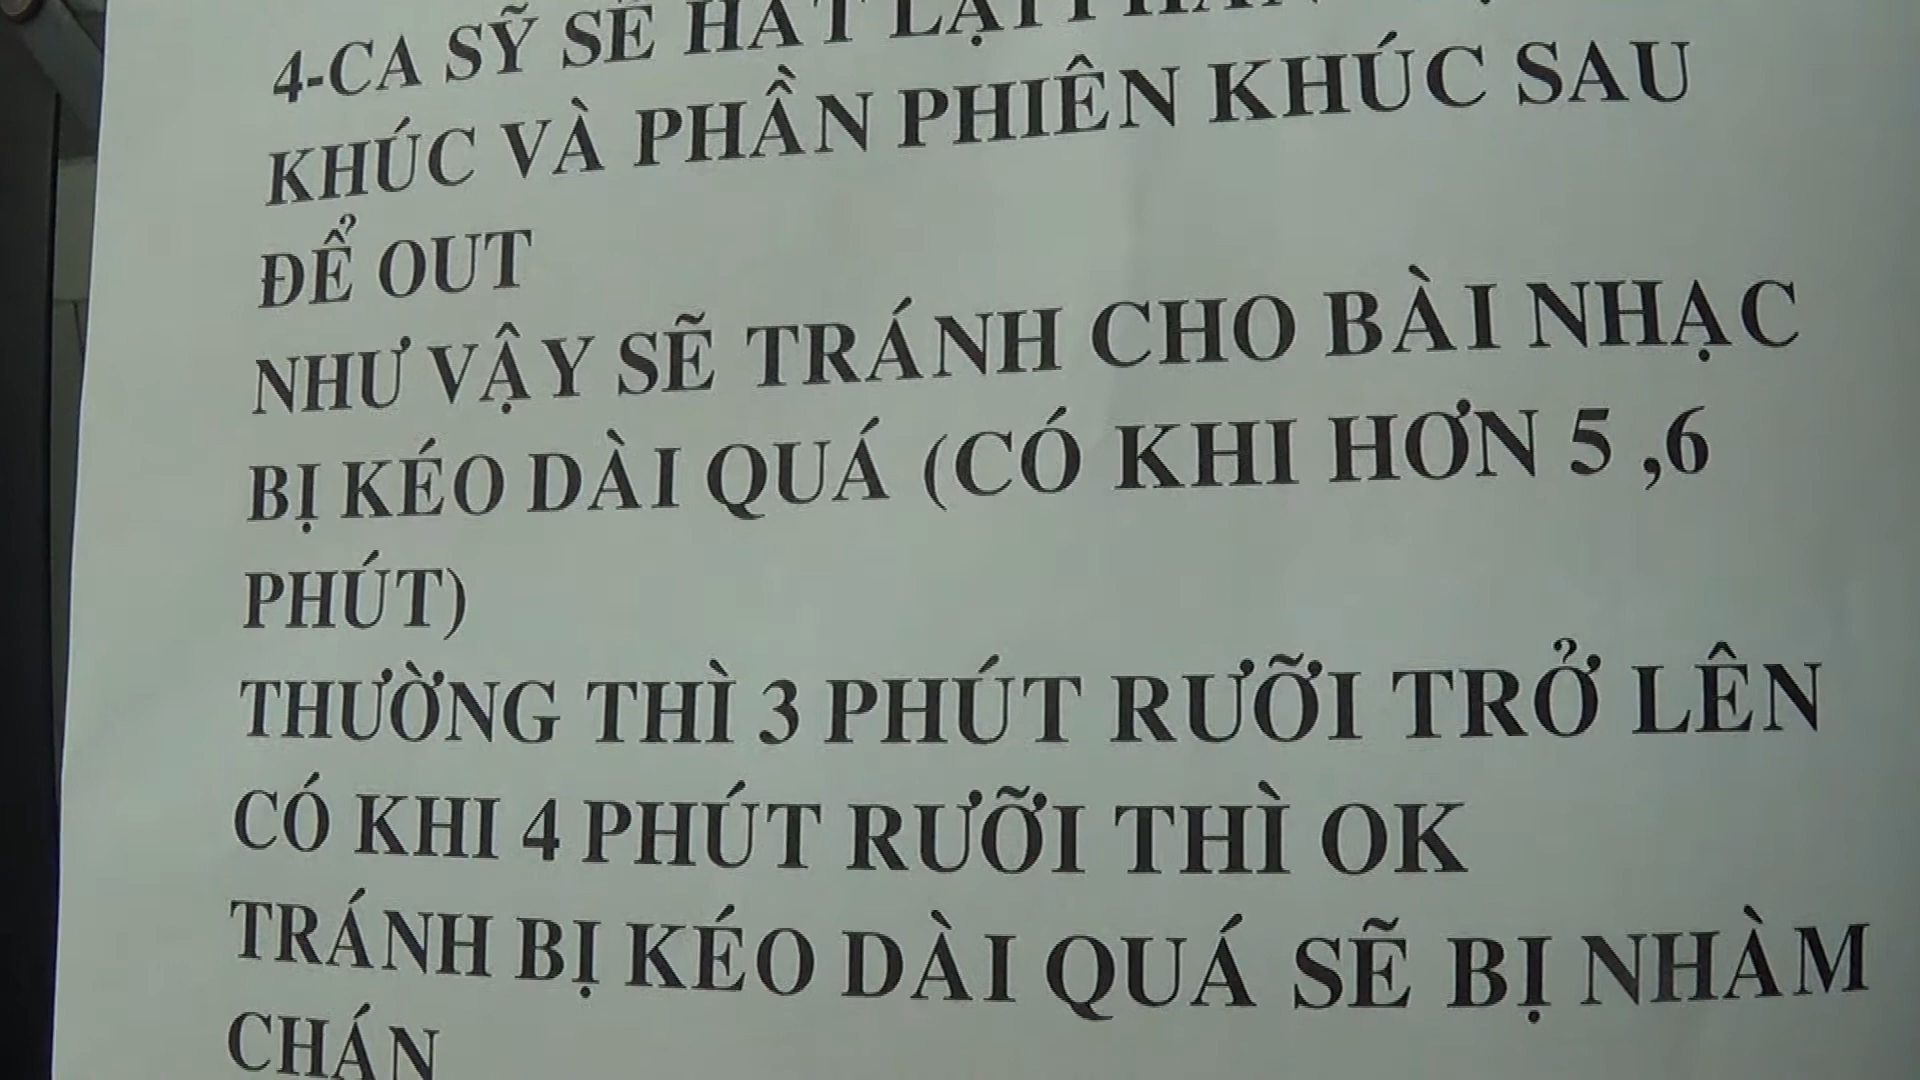 4-CA SỸ SẼ HÁT LẠI PHẦN
KHÚC VÀ PHẦN PHIÊN KHÚC SAU
ĐỂ OUT
NHƯ VẬY SẼ TRÁNH CHO BÀI NHẠC
BỊ KÉO DÀI QUÁ (CÓ KHI HƠN 5 ,6
PHÚT)
THƯỜNG THÌ 3 PHÚT RƯỠI TRỞ LÊN
CÓ KHI 4 PHÚT RƯỠI THÌ OK
TRÁNH BỊ KÉO DÀI QUÁ SẼ BỊ NHÀM
CHÁN